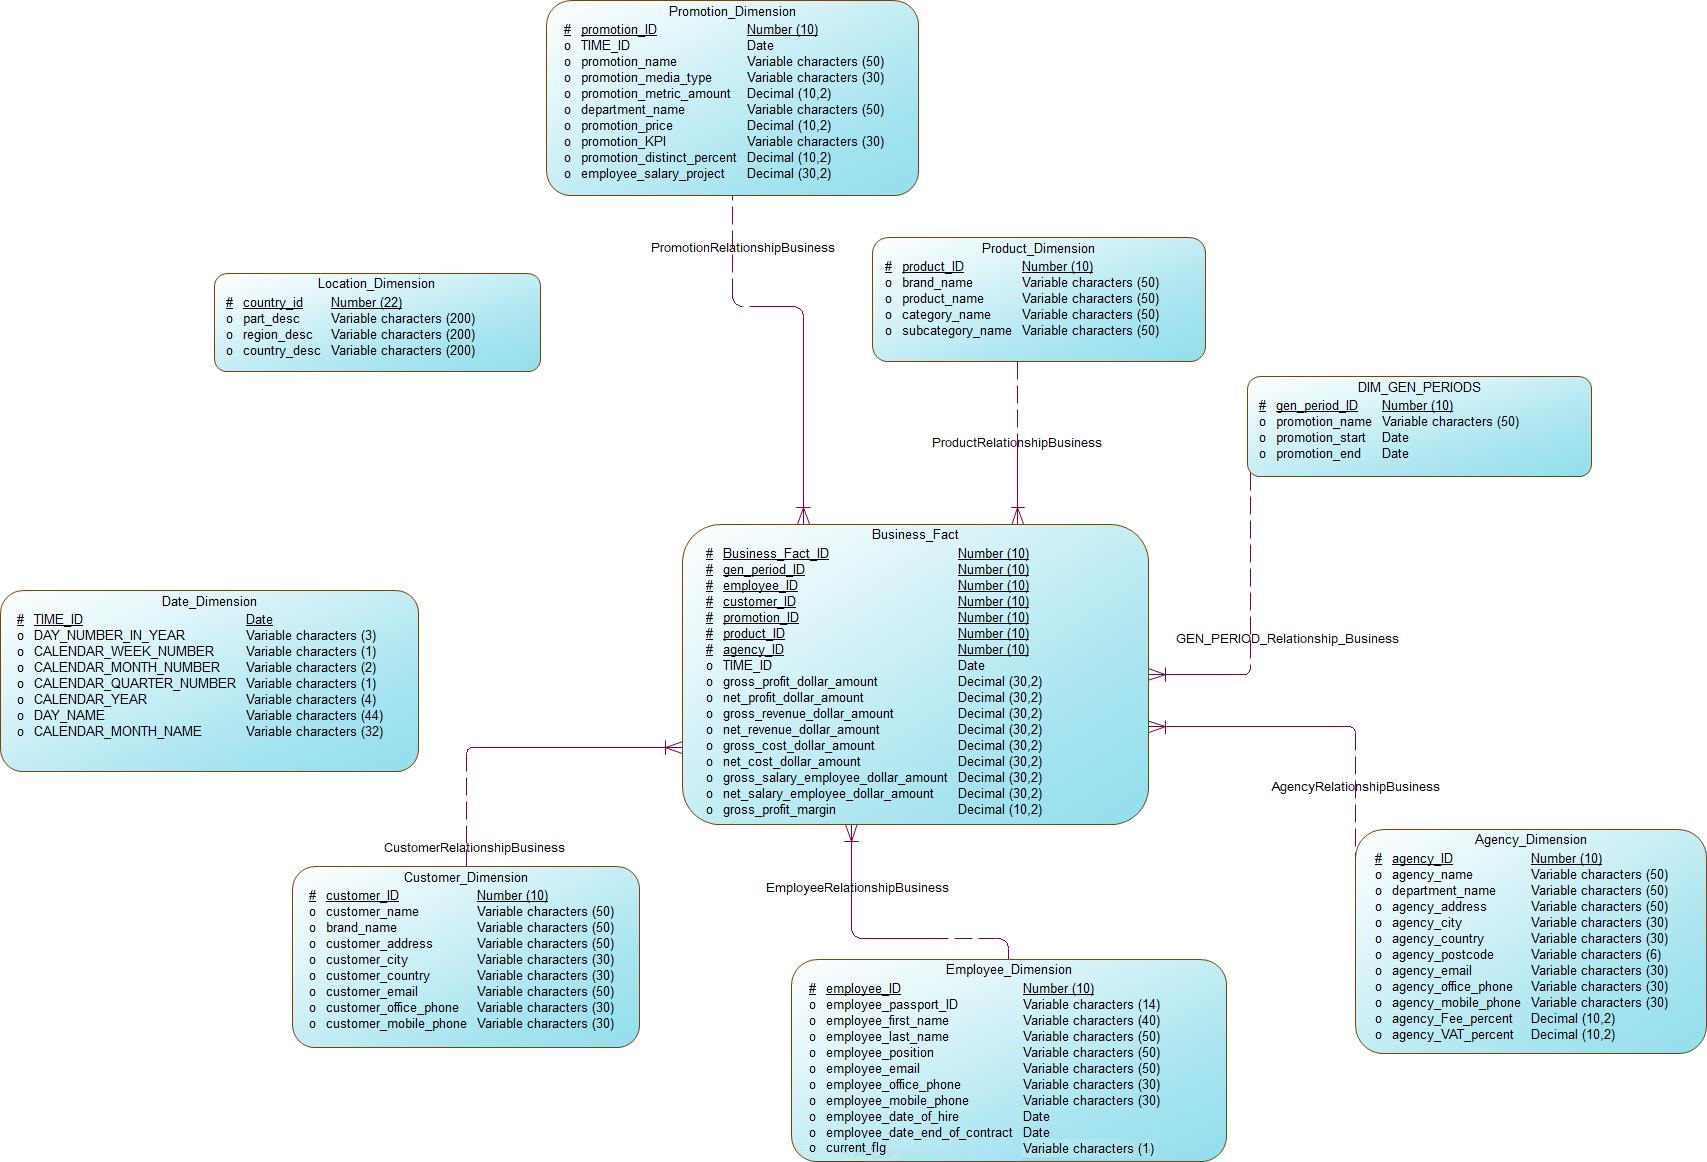 Promotion_Dimension
# promotion_ID Number (10)
o TIME_ID Date
o promotion_name Variable characters (50)
o promotion_media_type Variable characters (30)
o promotion_metric_amount Decimal (10,2)
o department_name Variable characters (50)
o promotion_price Decimal (10,2)
o promotion_KPI Variable characters (30)
o promotion_distinct_percent Decimal (10,2)
o employee_salary_project Decimal (30,2)
PromotionRelationshipBusiness
Product_Dimension
# product_ID Number (10)
o brand_name Variable characters (50)
o product_name Variable characters (50)
o category_name Variable characters (50)
o subcategory_name Variable characters (50)
Location_Dimension
# country_id Number (22)
o part_desc Variable characters (200)
o region_desc Variable characters (200)
o country_desc Variable characters (200)
DIM_GEN_PERIODS
# gen_period_ID Number (10)
o promotion_name Variable characters (50)
o promotion_start Date
o promotion_end Date
ProductRelationshipBusiness
Business_Fact
# Business_Fact_ID Number (10)
# gen_period_ID Number (10)
# employee_ID Number (10)
# customer_ID Number (10)
# promotion_ID Number (10)
# product_ID Number (10)
# agency_ID Number (10)
o TIME_ID Date
o gross_profit_dollar_amount Decimal (30,2)
o net_profit_dollar_amount Decimal (30,2)
o gross_revenue_dollar_amount Decimal (30,2)
o net_revenue_dollar_amount Decimal (30,2)
o gross_cost_dollar_amount Decimal (30,2)
o net_cost_dollar_amount Decimal (30,2)
o gross_salary_employee_dollar_amount Decimal (30,2)
o net_salary_employee_dollar_amount Decimal (30,2)
o gross_profit_margin Decimal (10,2)
Date_Dimension
# TIME_ID Date
o DAY_NUMBER_IN_YEAR Variable characters (3)
o CALENDAR_WEEK_NUMBER Variable characters (1)
o CALENDAR_MONTH_NUMBER Variable characters (2)
o CALENDAR_QUARTER_NUMBER Variable characters (1)
o CALENDAR_YEAR Variable characters (4)
o DAY_NAME Variable characters (44)
o CALENDAR_MONTH_NAME Variable characters (32)
GEN_PERIOD_Relationship_Business
AgencyRelationshipBusiness
CustomerRelationshipBusiness
Customer_Dimension
# customer_ID Number (10)
o customer_name Variable characters (50)
o brand_name Variable characters (50)
o customer_address Variable characters (50)
o customer_city Variable characters (30)
o customer_country Variable characters (30)
o customer_email Variable characters (50)
o customer_office_phone Variable characters (30)
o customer_mobile_phone Variable characters (30)
EmployeeRelationshipBusiness
Agency_Dimension
# agency_ID Number (10)
o agency_name Variable characters (50)
o department_name Variable characters (50)
o agency_address Variable characters (50)
o agency_city Variable characters (30)
o agency_country Variable characters (30)
o agency_postcode Variable characters (6)
o agency_email Variable characters (30)
o agency_office_phone Variable characters (30)
o agency_mobile_phone Variable characters (30)
o agency_Fee_percent Decimal (10,2)
o agency_VAT_percent Decimal (10,2)
Employee_Dimension
# employee_ID Number (10)
o employee_passport_ID Variable characters (14)
o employee_first_name Variable characters (40)
o employee_last_name Variable characters (50)
o employee_position Variable characters (50)
o employee_email Variable characters (50)
o employee_office_phone Variable characters (30)
o employee_mobile_phone Variable characters (30)
o employee_date_of_hire Date
o employee_date_end_of_contract Date
o current_flg Variable characters (1)